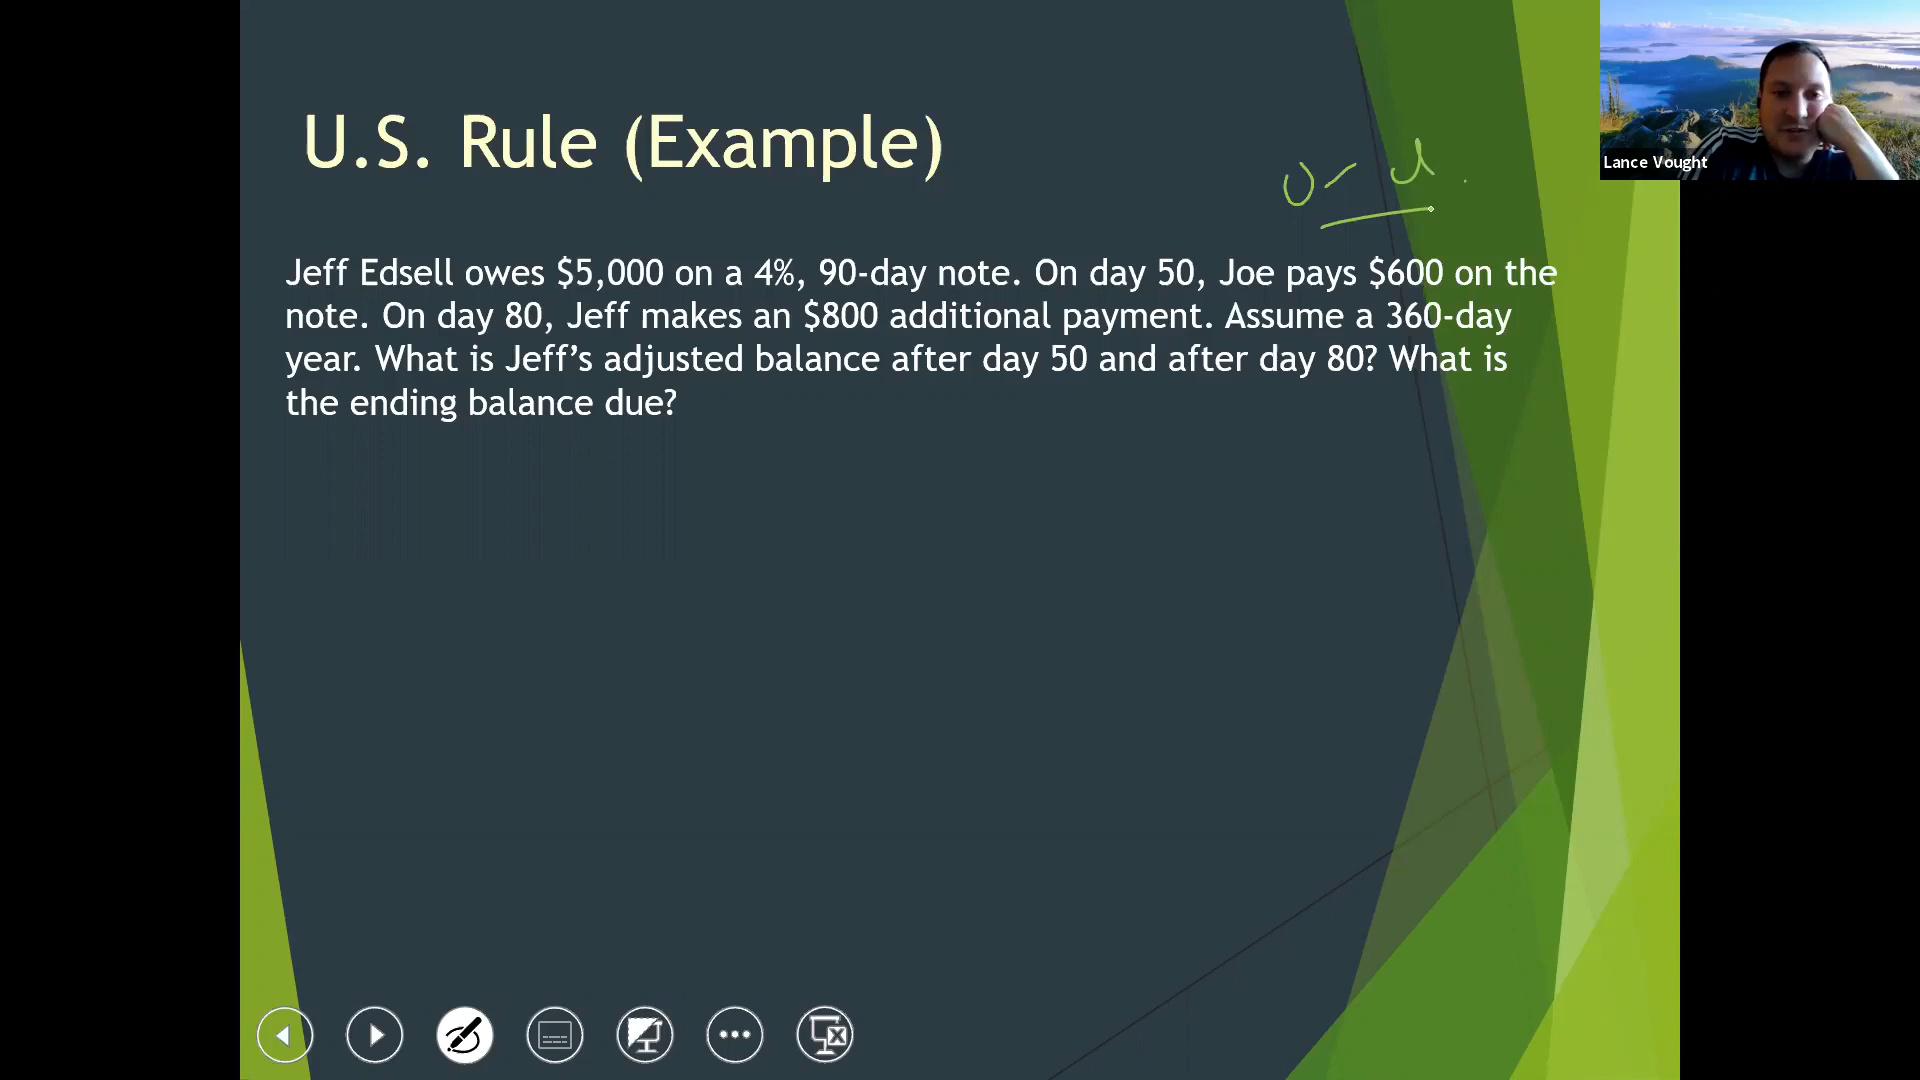 U.S. Rule (Example)
ord.
Lance Vought
Jeff Edsell owes $5,000 on a 4%, 90-day note. On day 50, Joe pays $600 on the
note. On day 80, Jeff makes an $800 additional payment. Assume a 360-day
year. What is Jeff’s adjusted balance after day 50 and after day 80? What is
the ending balance due?